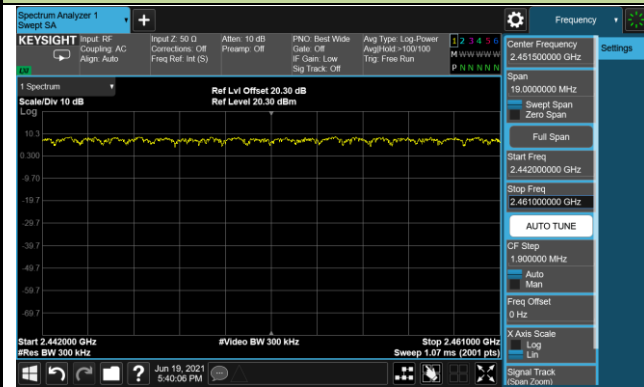 Spectrum Analyzer 1
Swept SA
Frequency
KEYSIGHT
Input: RF
Coupling: AC
Align: Auto
Input Z: 50 Ω
Corrections: Off
Freq Ref: Int (S)
Atten: 10 dB
Preamp: Off
PNO: Best Wide
Gate: Off
IF Gain: Low
Sig Track: Off
Avg Type: Log-Power
Avg|Hold:>100/100
Trig: Free Run
1 2 3 4 5 6
M W W W W W
P N N N N N
Center Frequency
2.451500000 GHz
Settings
Span
19.0000000 MHz
Swept Span
Zero Span
Full Span
Start Freq
2.442000000 GHz
Stop Freq
2.461000000 GHz
AUTO TUNE
CF Step
1.900000 MHz
Auto
Man
Freq Offset
0 Hz
X Axis Scale
Log
Lin
Signal Track
(Span Zoom)
1 Spectrum
Scale/Div 10 dB
Ref Lvl Offset 20.30 dB
Ref Level 20.30 dBm
Log
10.3
0.300
-9.70
-19.7
-29.7
-39.7
-49.7
-59.7
-69.7
Start 2.442000 GHz
#Res BW 300 kHz
#Video BW 300 kHz
Stop 2.461000 GHz
Sweep 1.07 ms (2001 pts)
Jun 19, 2021
5:40:06 PM